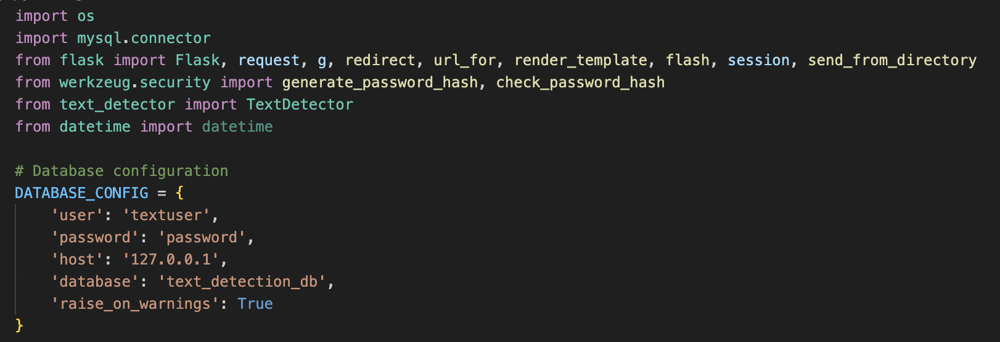 import os
import mysql.connector
from flask import Flask, request, g, redirect, url_for, render_template, flash, session, send_from_directory
from werkzeug.security import generate_password_hash, check_password_hash
from text_detector import TextDetector
from datetime import datetime
# Database configuration
DATABASE_CONFIG = {
    'user': 'textuser',
    'password': 'password',
    'host': '127.0.0.1',
    'database': 'text_detection_db',
    'raise_on_warnings': True
}